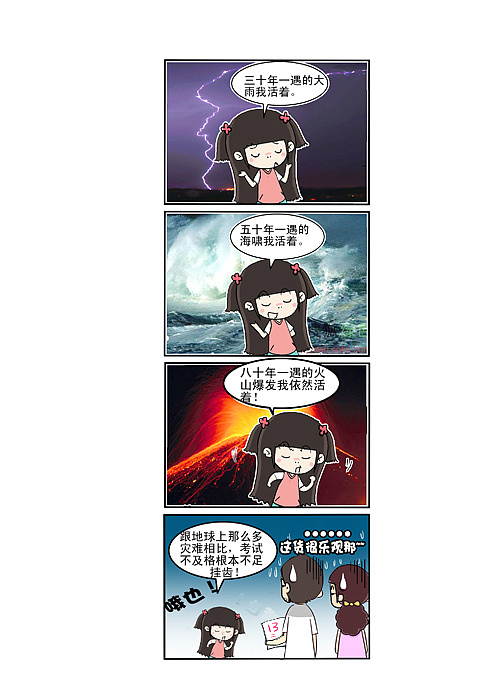 三十年一遇的大
雨我活着。
五十年一遇的
海啸我活着。
八十年一遇的火
山爆发我依然活
着！
跟地球上那么多
灾难相比，考试
不及格根本不足
挂齿！
哦也！
••••••
这货很乐观那~
13